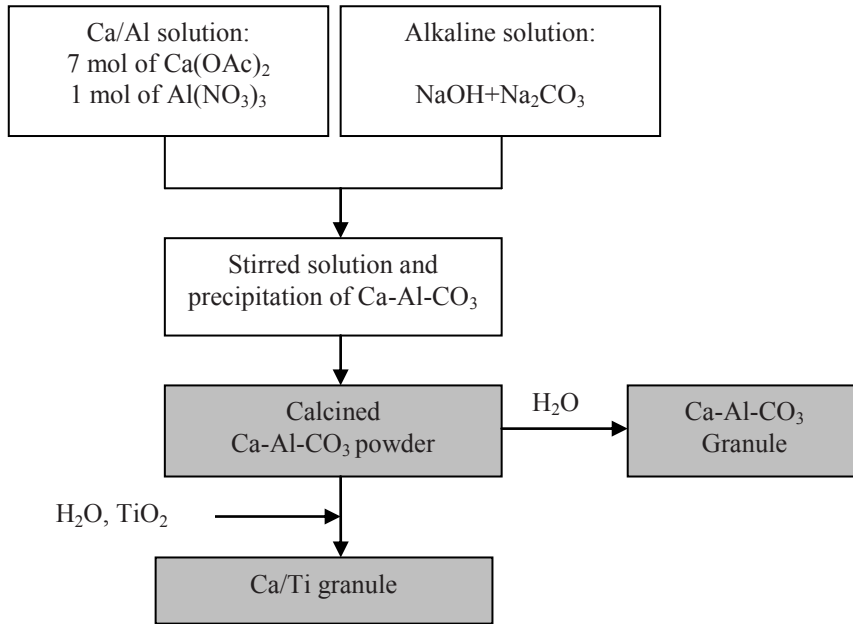 Ca/Al solution:
7 mol of Ca(OAc)₂
1 mol of Al(NO₃)₃
Alkaline solution:
NaOH+Na₂CO₃
Stirred solution and
precipitation of Ca-Al-CO₃
Calcined
Ca-Al-CO₃ powder
H₂O
Ca-Al-CO₃
Granule
H₂O, TiO₂
Ca/Ti granule